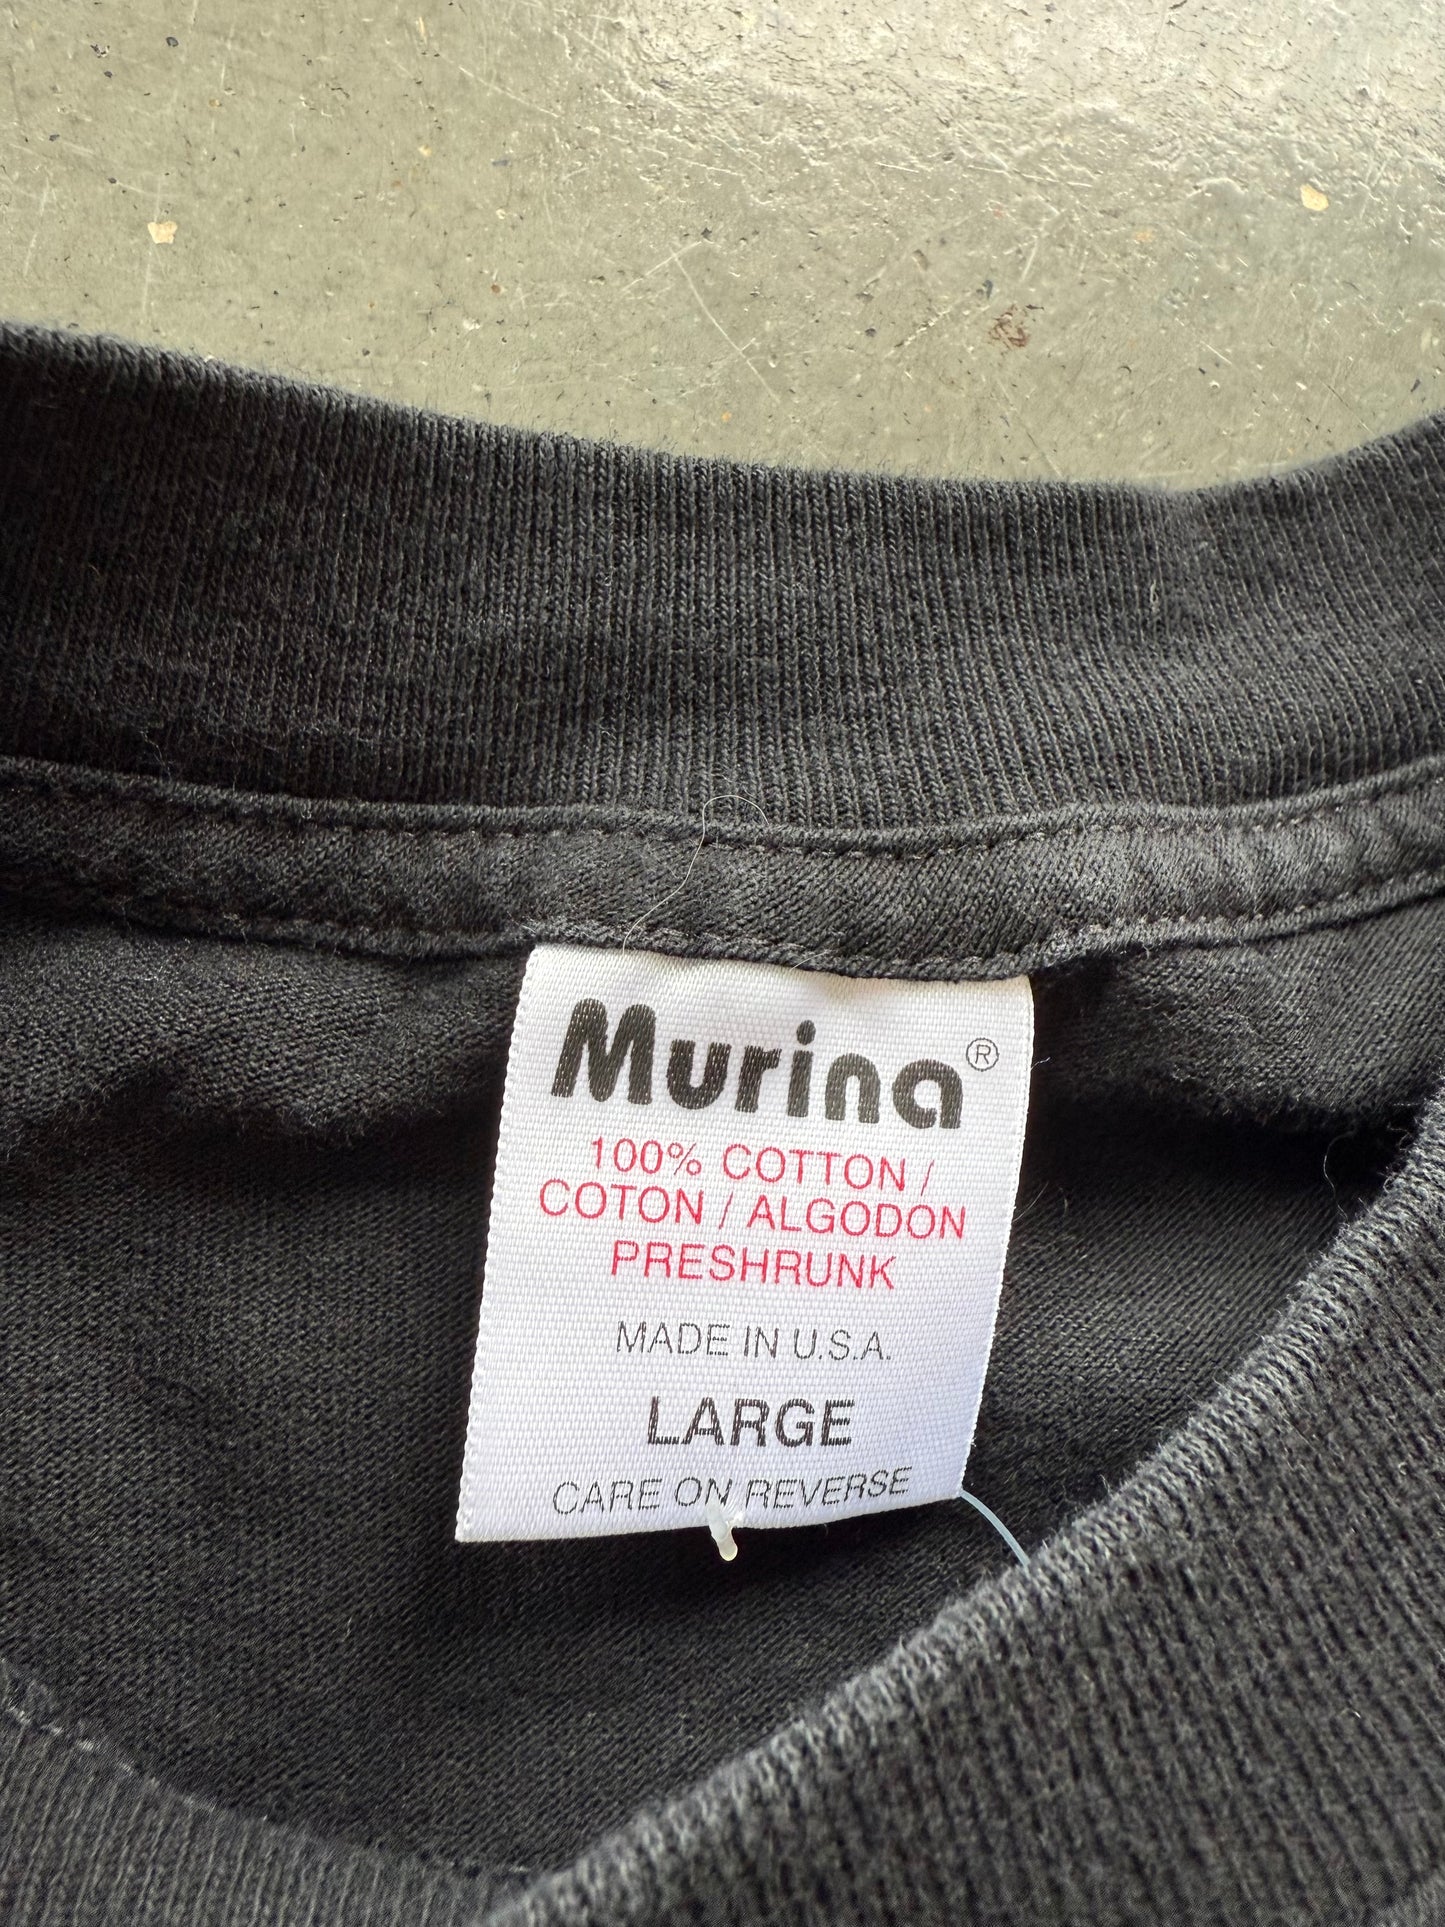 Murina®
100% COTTON /
COTON / ALGODON
PRESHRUNK
MADE IN U.S.A.
LARGE
CARE ON REVERSE